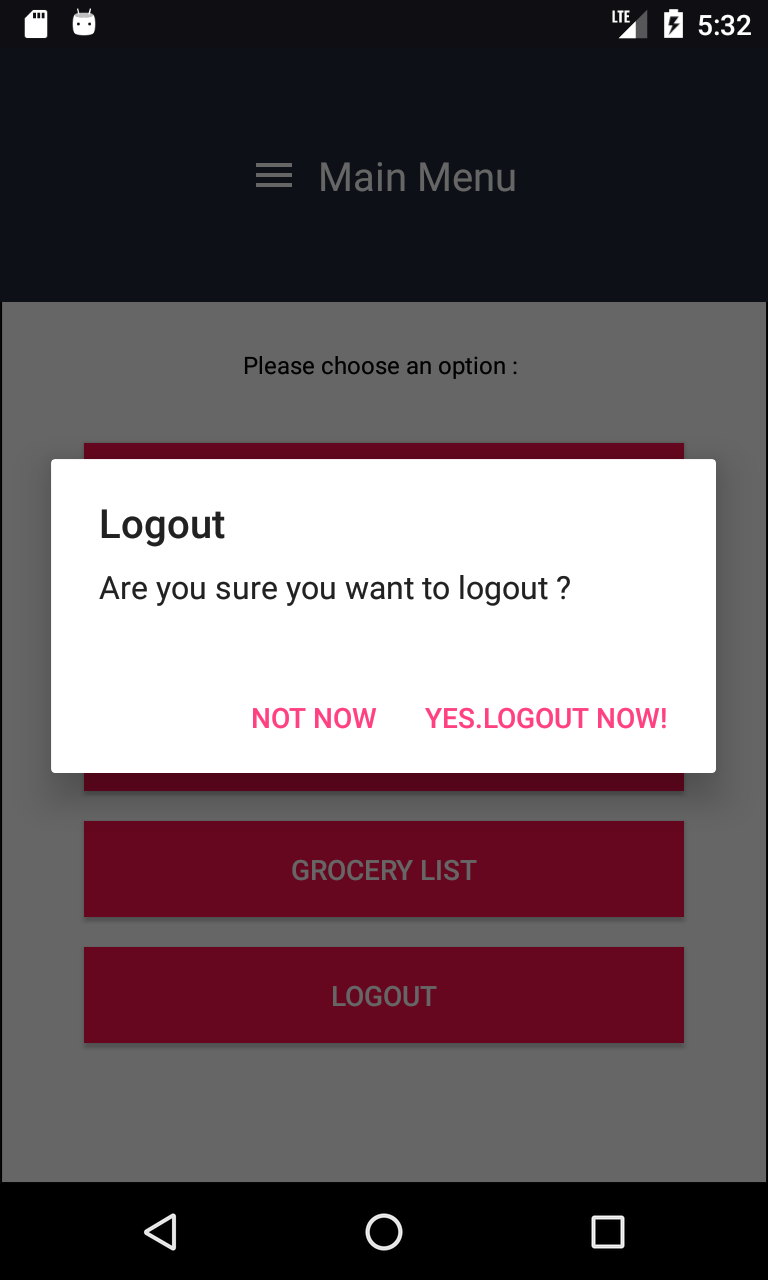 LTE 5:32
Main Menu
Please choose an option :
Logout
Are you sure you want to logout ?
NOT NOW YES.LOGOUT NOW!
GROCERY LIST
LOGOUT